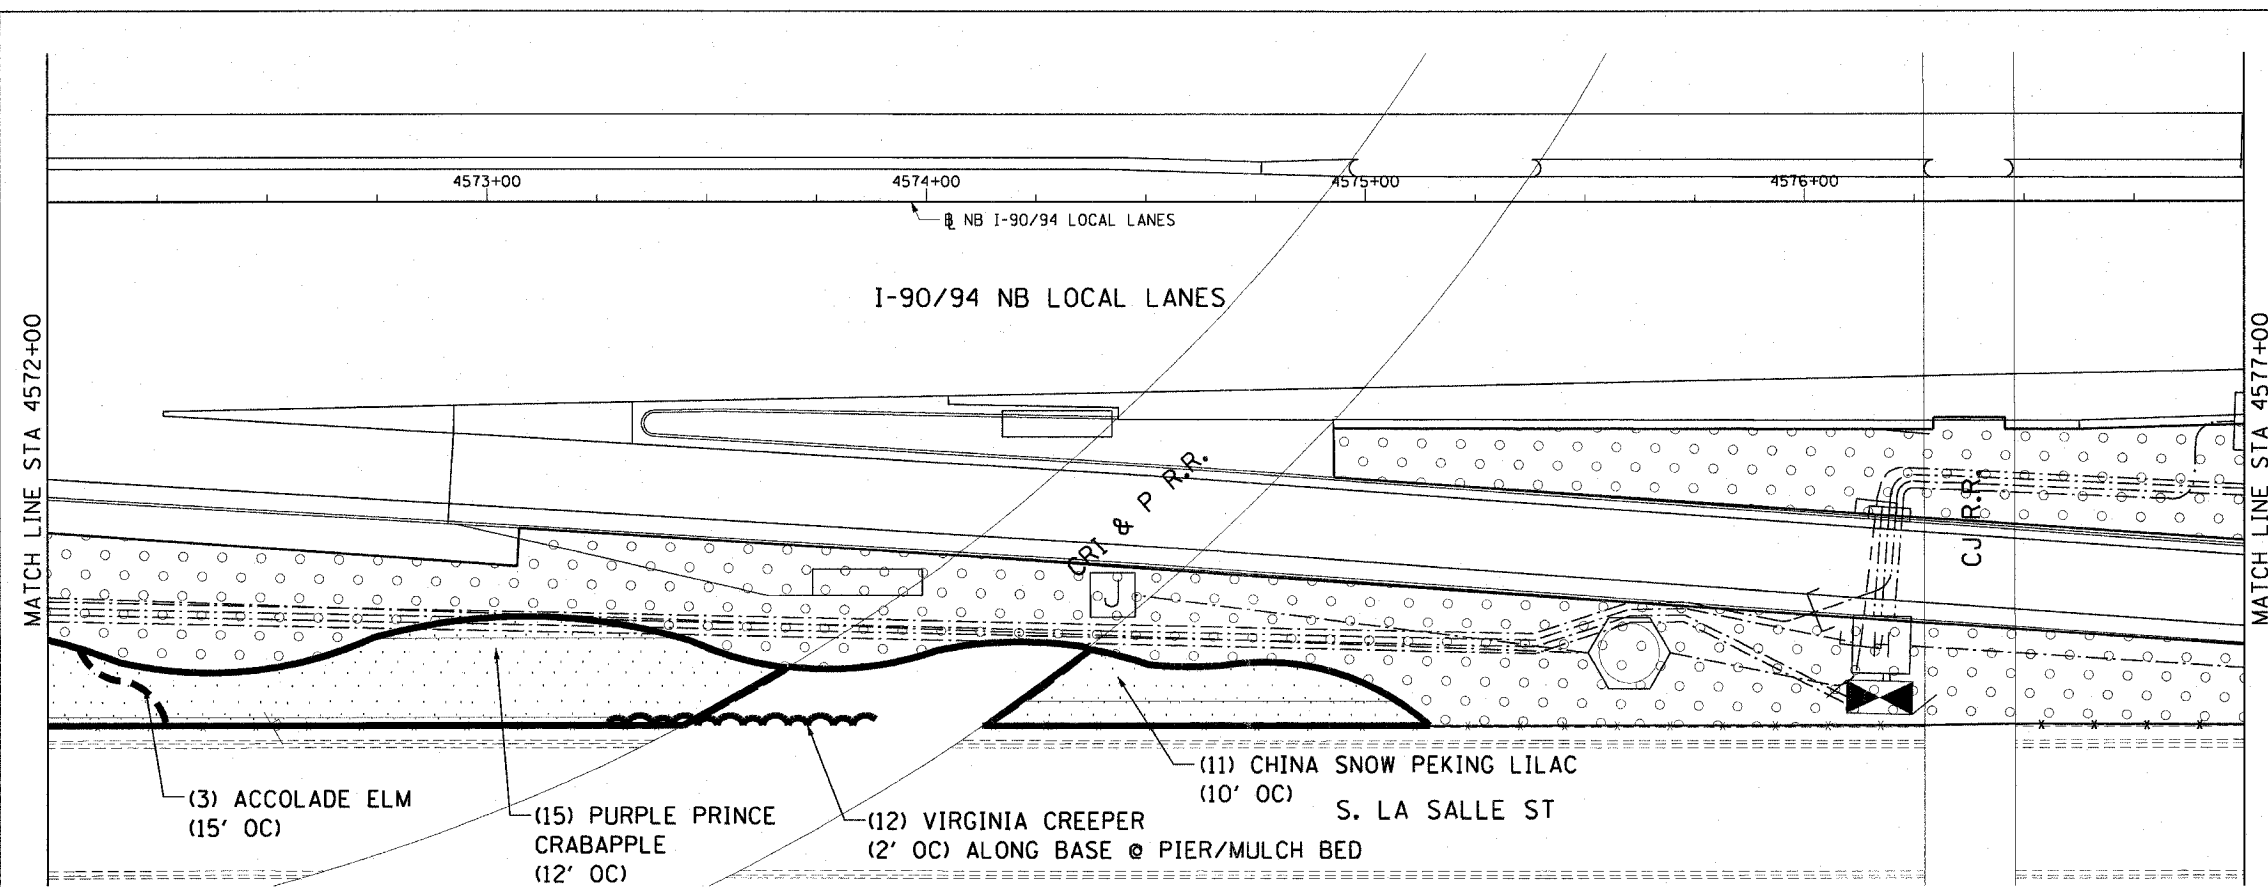 4573+00
4574+00
4575+00
4576+00
NB I-90/94 LOCAL LANES
I-90/94 NB LOCAL LANES
MATCH LINE STA 4572+00
MATCH LINE STA 4577+00
CRI & P R.R.
CJ R.R.
J
(3) ACCOLADE ELM
(15' OC)
(15) PURPLE PRINCE
CRABAPPLE
(12' OC)
(12) VIRGINIA CREEPER
(2' OC) ALONG BASE @ PIER/MULCH BED
(11) CHINA SNOW PEKING LILAC
(10' OC)
S. LA SALLE ST